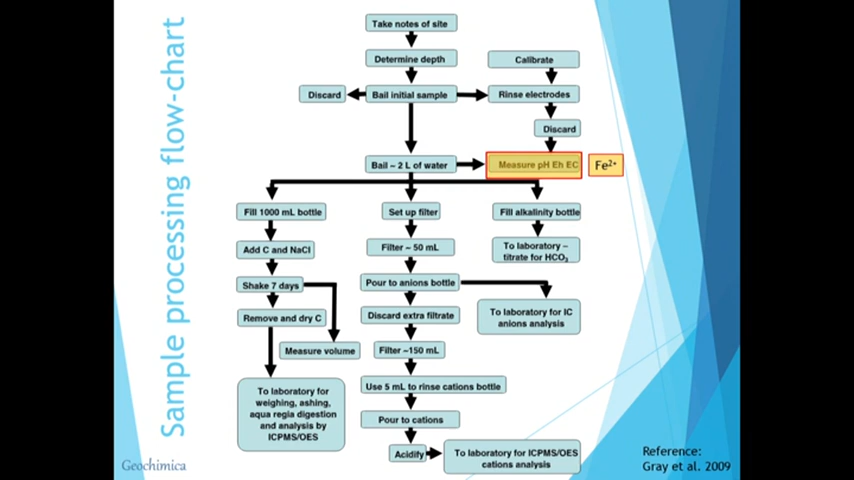 Sample processing flow-chart
Take notes of site
Determine depth
Calibrate
Discard
Bail initial sample
Rinse electrodes
Discard
Bail ~ 2 L of water
Measure pH Eh EC
Fe²⁺
Fill 1000 mL bottle
Set up filter
Fill alkalinity bottle
Add C and NaCl
Filter ~ 50 mL
To laboratory –
titrate for HCO₃
Shake 7 days
Pour to anions bottle
Remove and dry C
Discard extra filtrate
To laboratory for IC
anions analysis
Measure volume
Filter ~150 mL
To laboratory for
weighing, ashing,
aqua regia digestion
and analysis by
ICPMS/OES
Use 5 mL to rinse cations bottle
Pour to cations
Acidify
To laboratory for ICPMS/OES
cations analysis
Reference:
Gray et al. 2009
Geochimica